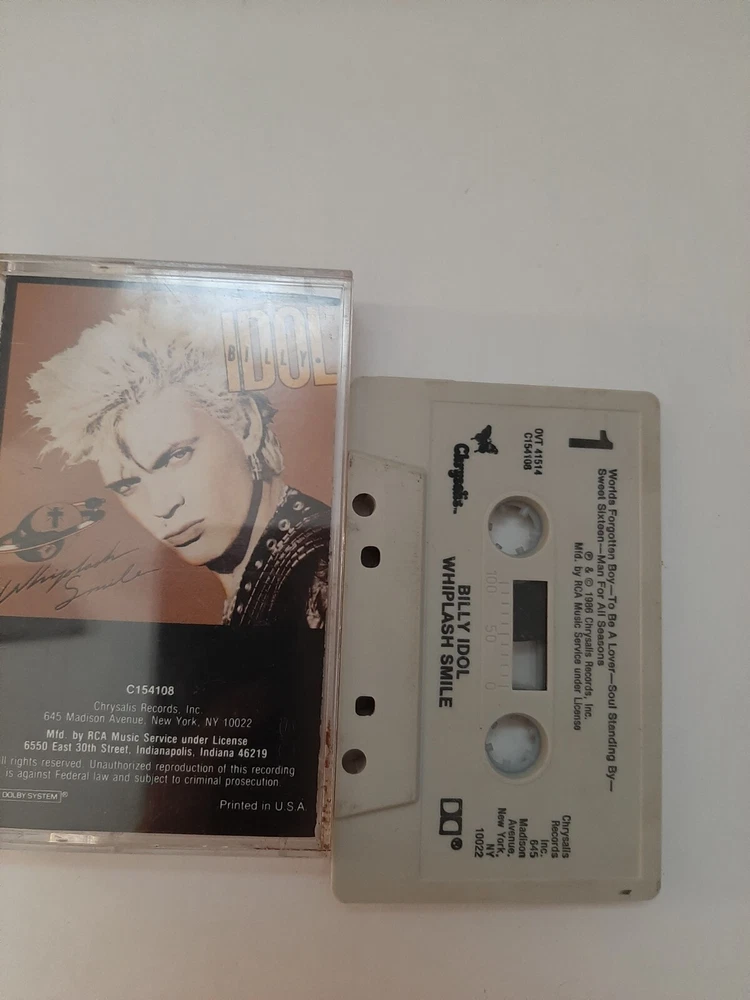 IDOL
BILLY
Whiplash
Smile
C154108
Chrysalis Records, Inc.
645 Madison Avenue, New York, NY 10022
Mfd. by RCA Music Service under License
6550 East 30th Street, Indianapolis, Indiana 46219
ll rights reserved. Unauthorized reproduction of this recording
is against Federal law and subject to criminal prosecution.
DOLBY SYSTEM ®
Printed in U.S.A.
1
Worlds Forgotten Boy—To Be A Lover—Soul Standing By—
Sweet Sixteen—Man For All Seasons
℗ & © 1986 Chrysalis Records, Inc.
Mfd. by RCA Music Service under License
OVT 41514
C154108
Chrysalis™
100 50 0
BILLY IDOL
WHIPLASH SMILE
Chrysalis
Records
Inc.
645
Madison
Avenue,
New York,
NY
10022
®